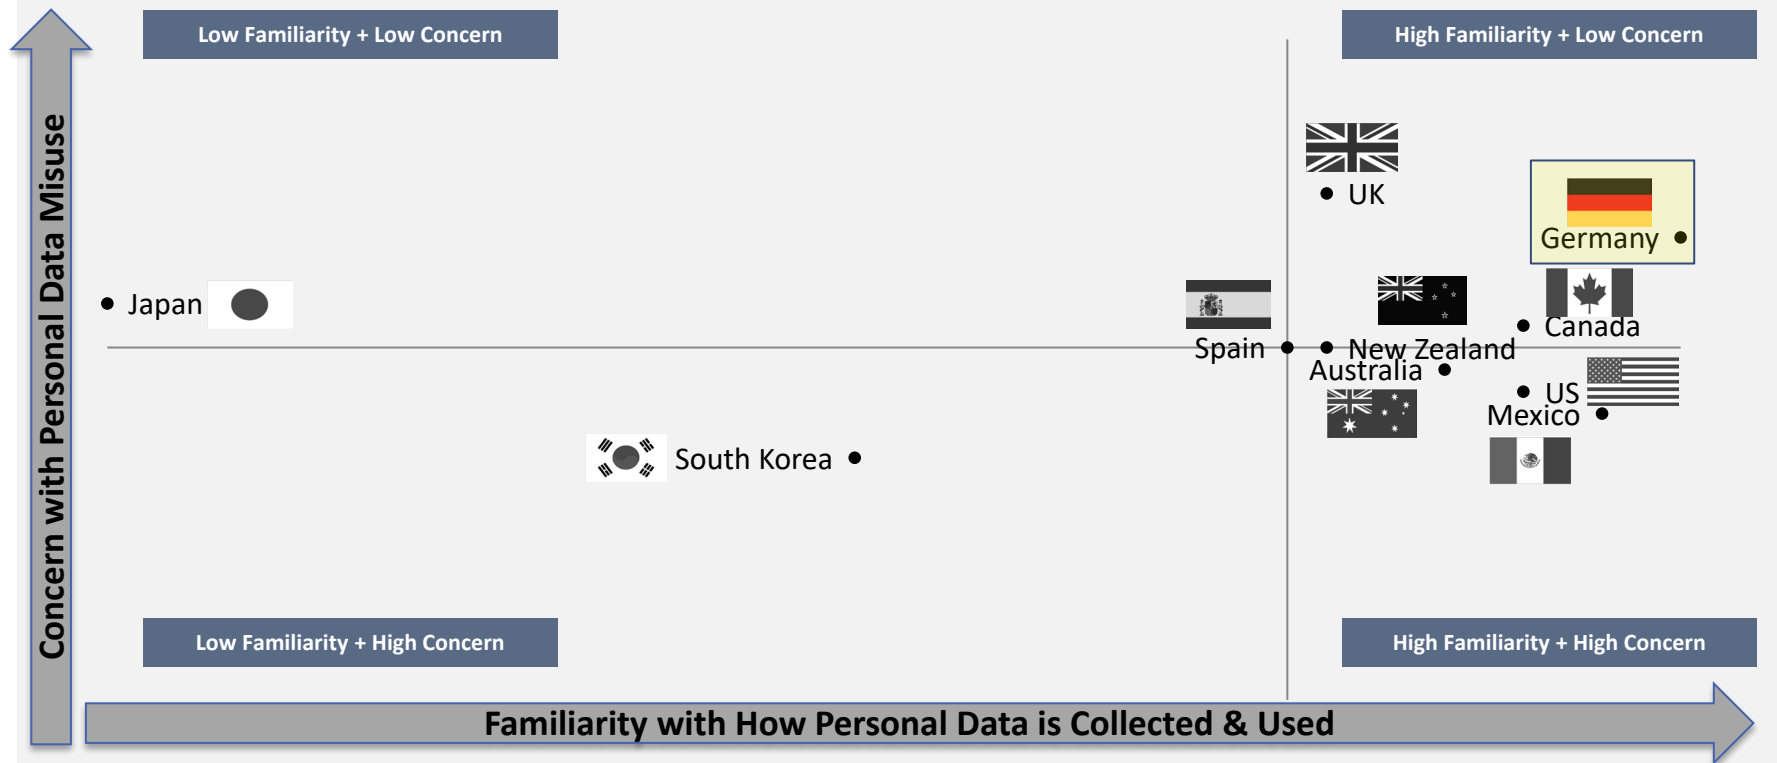 Low Familiarity + Low Concern
High Familiarity + Low Concern
Concern with Personal Data Misuse
UK
Germany
Japan
Canada
Spain
New Zealand
Australia
US
Mexico
South Korea
Low Familiarity + High Concern
High Familiarity + High Concern
Familiarity with How Personal Data is Collected & Used